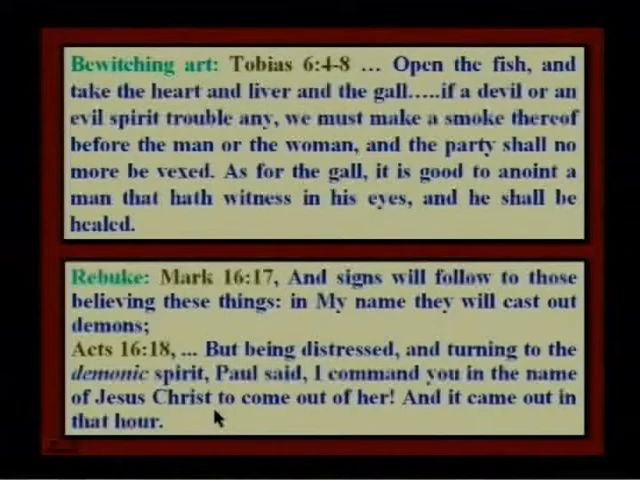 Bewitching art: Tobias 6:4-8 ... Open the fish, and
take the heart and liver and the gall.....if a devil or an
evil spirit trouble any, we must make a smoke thereof
before the man or the woman, and the party shall no
more be vexed. As for the gall, it is good to anoint a
man that hath witness in his eyes, and he shall be
healed.
Rebuke: Mark 16:17, And signs will follow to those
believing these things: in My name they will cast out
demons;
Acts 16:18, ... But being distressed, and turning to the
demonic spirit, Paul said, I command you in the name
of Jesus Christ to come out of her! And it came out in
that hour.